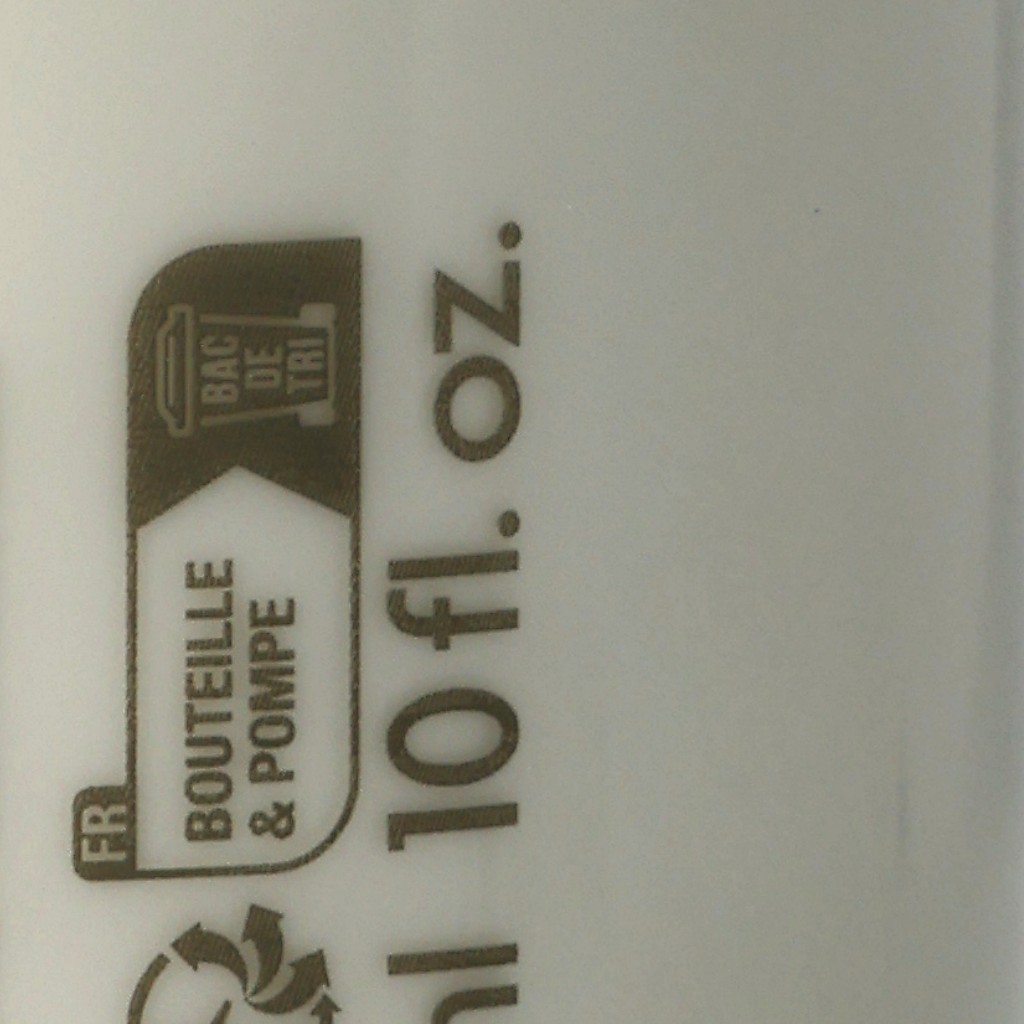 FR
BOUTEILLE
& POMPE
BAC
DE
TRI
10 fl. oz.